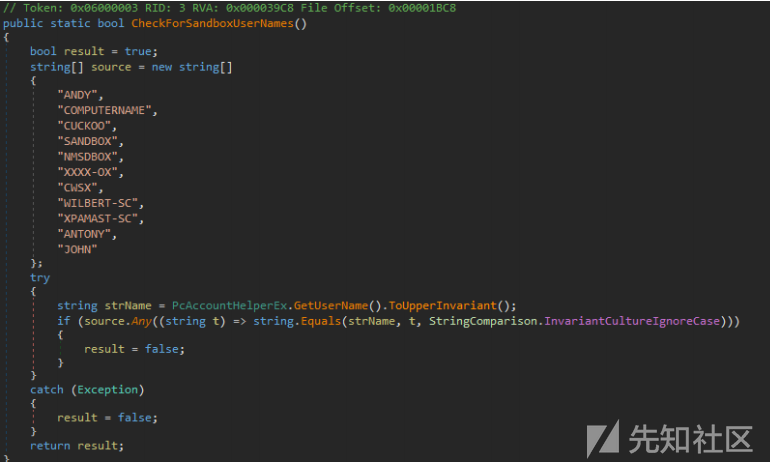 // Token: 0x06000003 RID: 3 RVA: 0x000039C8 File Offset: 0x00001BC8
public static bool CheckForSandboxUserNames()
{
    bool result = true;
    string[] source = new string[]
    {
        "ANDY",
        "COMPUTERNAME",
        "CUCKOO",
        "SANDBOX",
        "NMSDBOX",
        "XXXX-OX",
        "CWSX",
        "WILBERT-SC",
        "XPAMAST-SC",
        "ANTONY",
        "JOHN"
    };
    try
    {
        string strName = PcAccountHelperEx.GetUserName().ToUpperInvariant();
        if (source.Any((string t) => string.Equals(strName, t, StringComparison.InvariantCultureIgnoreCase)))
        {
            result = false;
        }
    }
    catch (Exception)
    {
        result = false;
    }
    return result;
}
先知社区